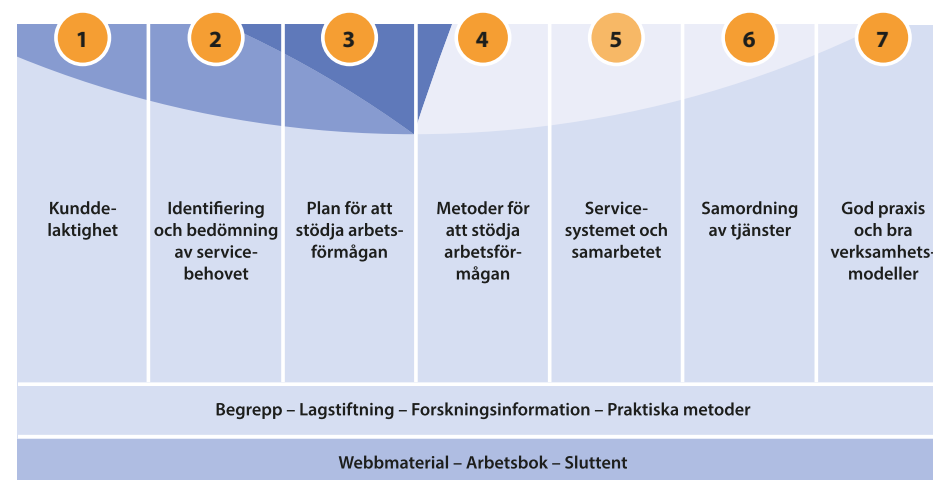 1
2
3
4
5
6
7
Kundde-
laktighet
Identifiering
och bedömning
av service-
behovet
Plan för att
stödja arbets-
förmågan
Metoder för
att stödja
arbetsför-
mågan
Service-
systemet och
samarbetet
Samordning
av tjänster
God praxis
och bra
verksamhets-
modeller
Begrepp – Lagstiftning – Forskningsinformation – Praktiska metoder
Webbmaterial – Arbetsbok – Sluttent